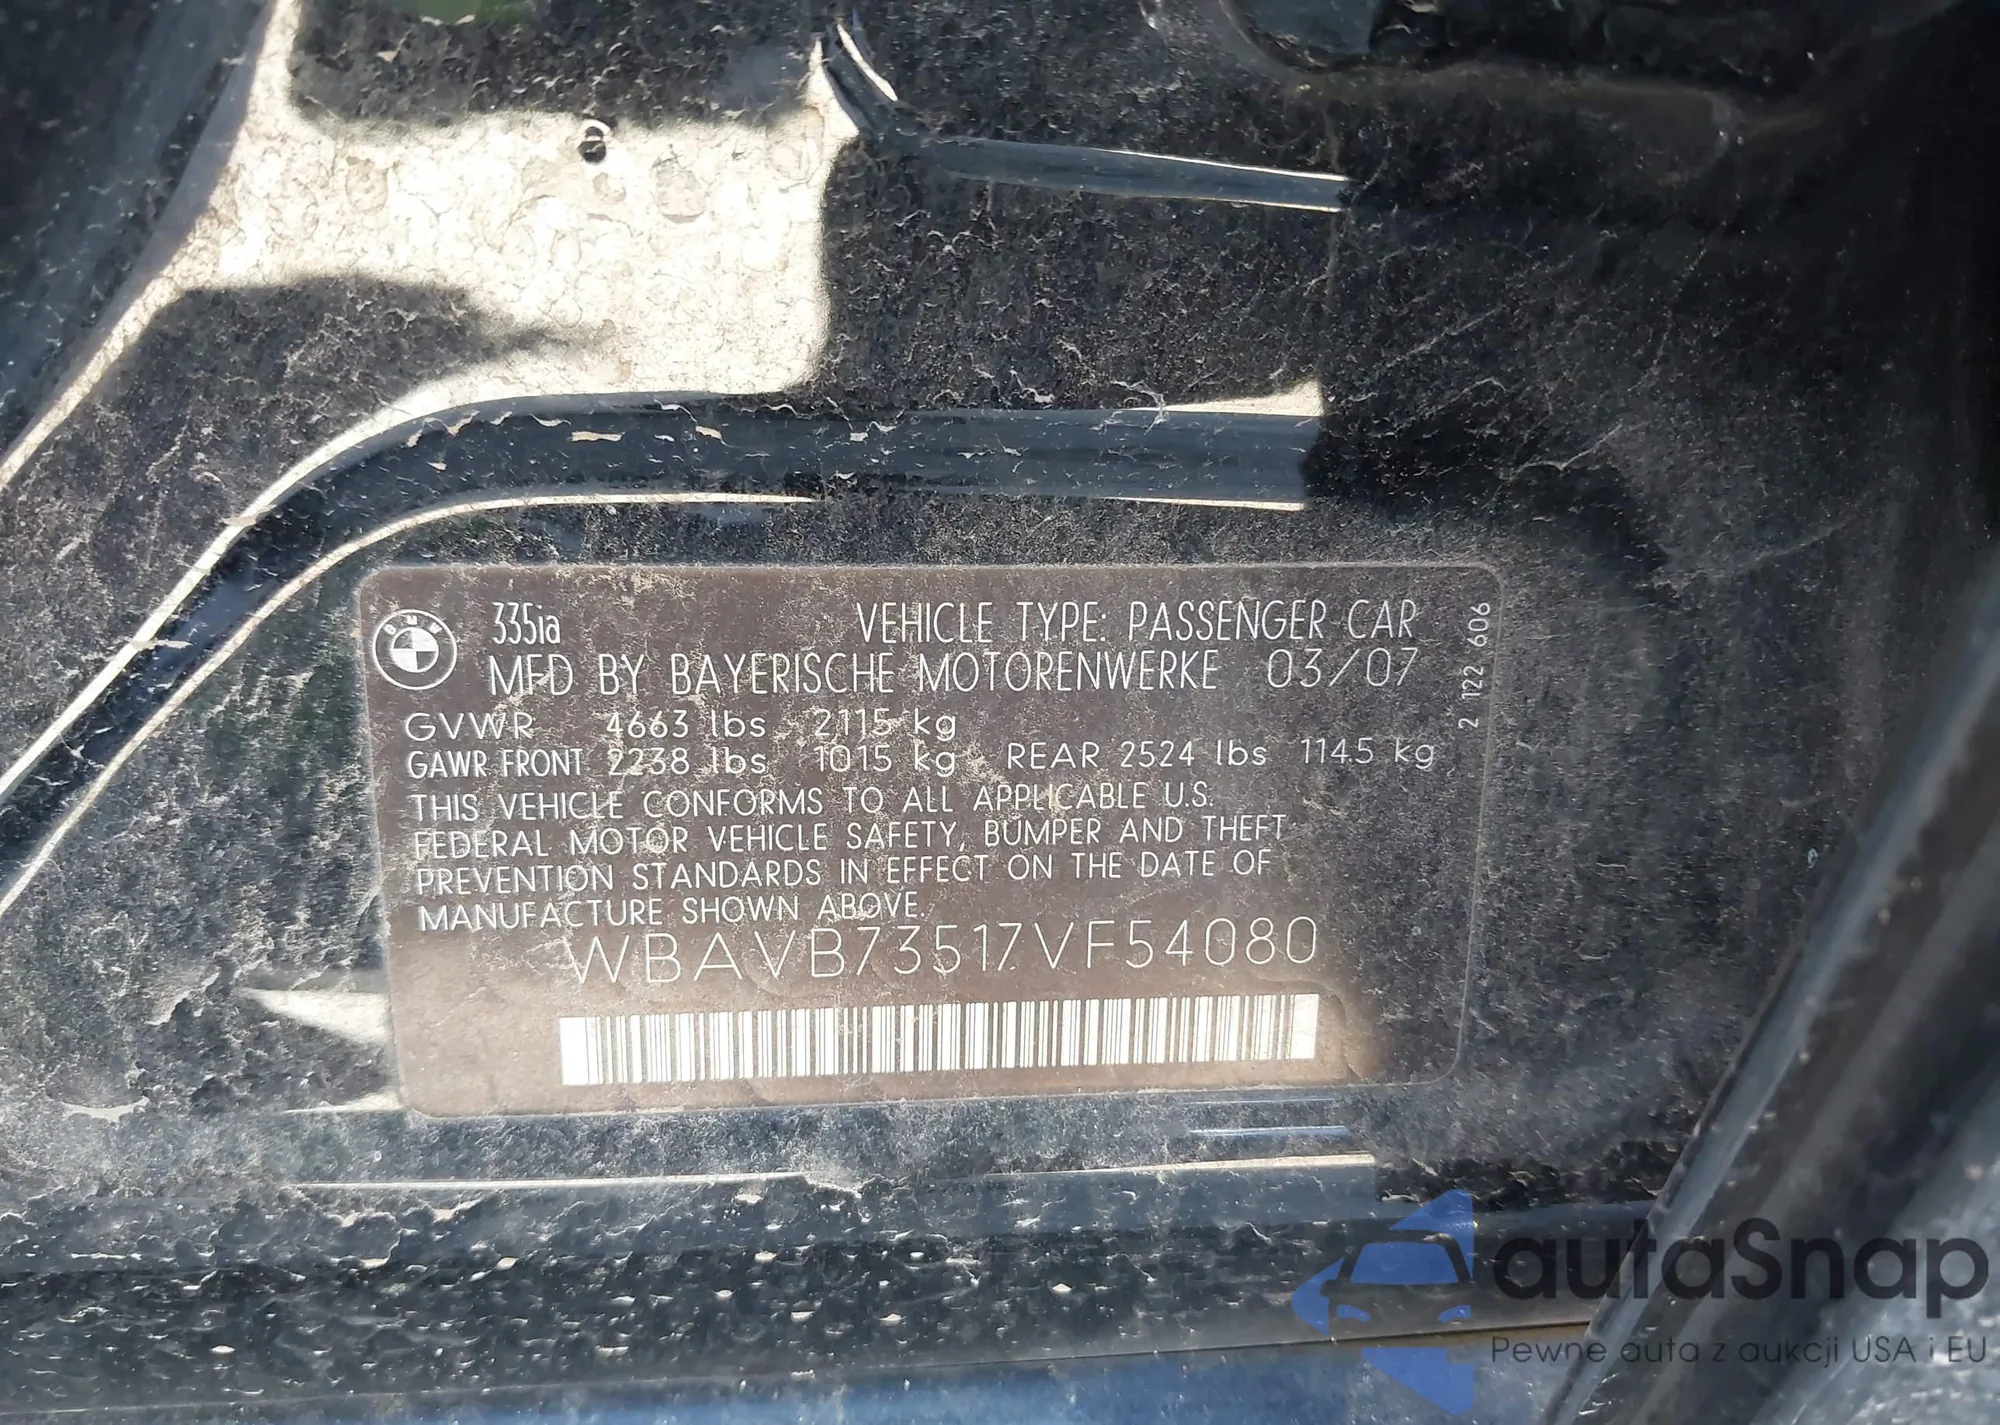 BMW
335ia VEHICLE TYPE: PASSENGER CAR
MFD BY BAYERISCHE MOTORENWERKE 03/07
GVWR 4663 lbs 2115 kg
GAWR FRONT 2238 lbs 1015 kg REAR 2524 lbs 1145 kg
THIS VEHICLE CONFORMS TO ALL APPLICABLE U.S.
FEDERAL MOTOR VEHICLE SAFETY, BUMPER AND THEFT
PREVENTION STANDARDS IN EFFECT ON THE DATE OF
MANUFACTURE SHOWN ABOVE.
WBAVB73517VF54080
2 122 606
autaSnap
Pewne auta z aukcji USA i EU